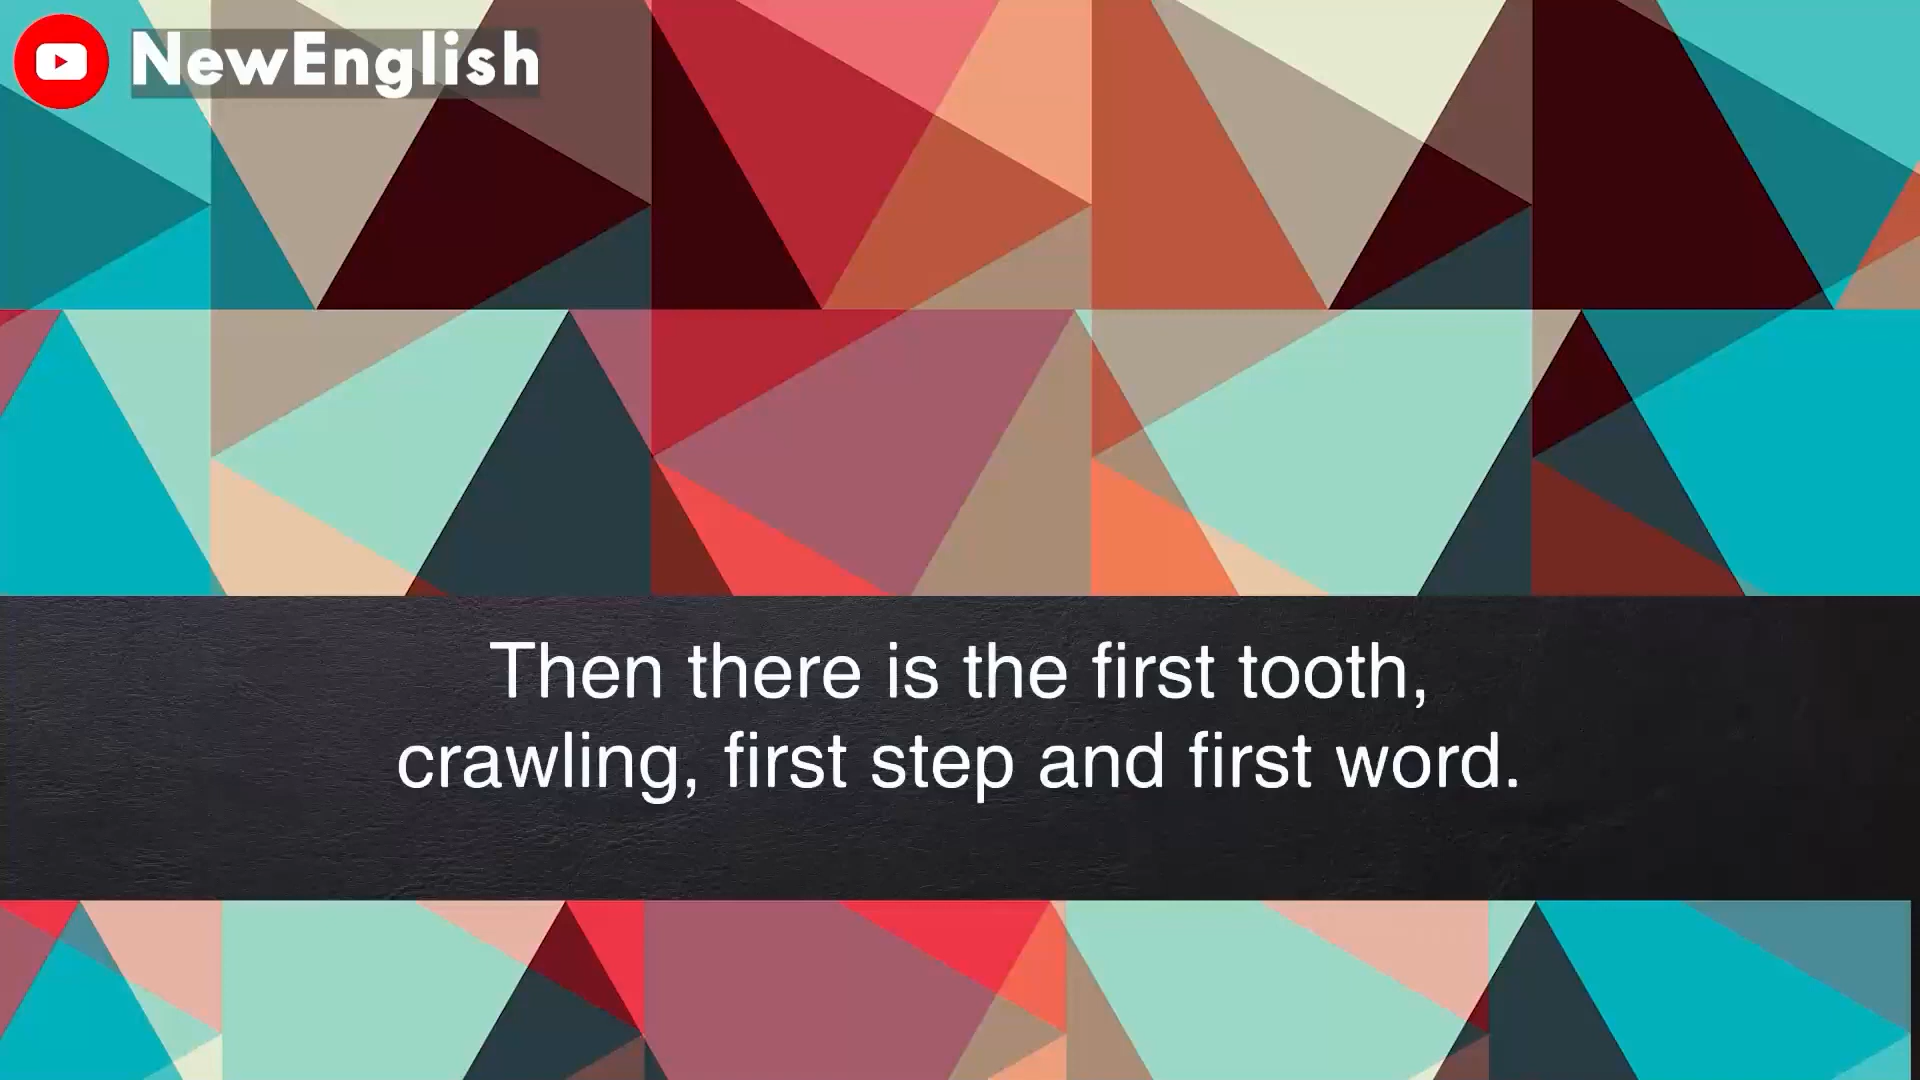 NewEnglish
Then there is the first tooth,
crawling, first step and first word.